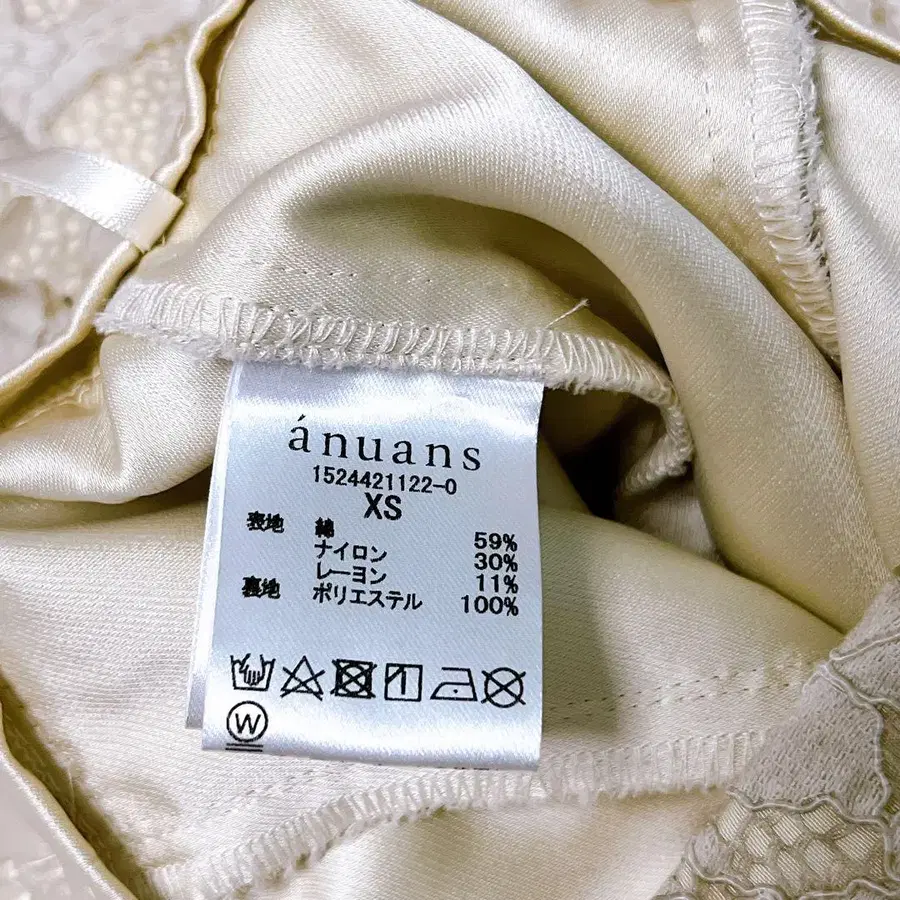 ánuans
1524421122-0
XS
表地 綿 59%
ナイロン 30%
レーヨン 11%
裏地 ポリエステル 100%
W